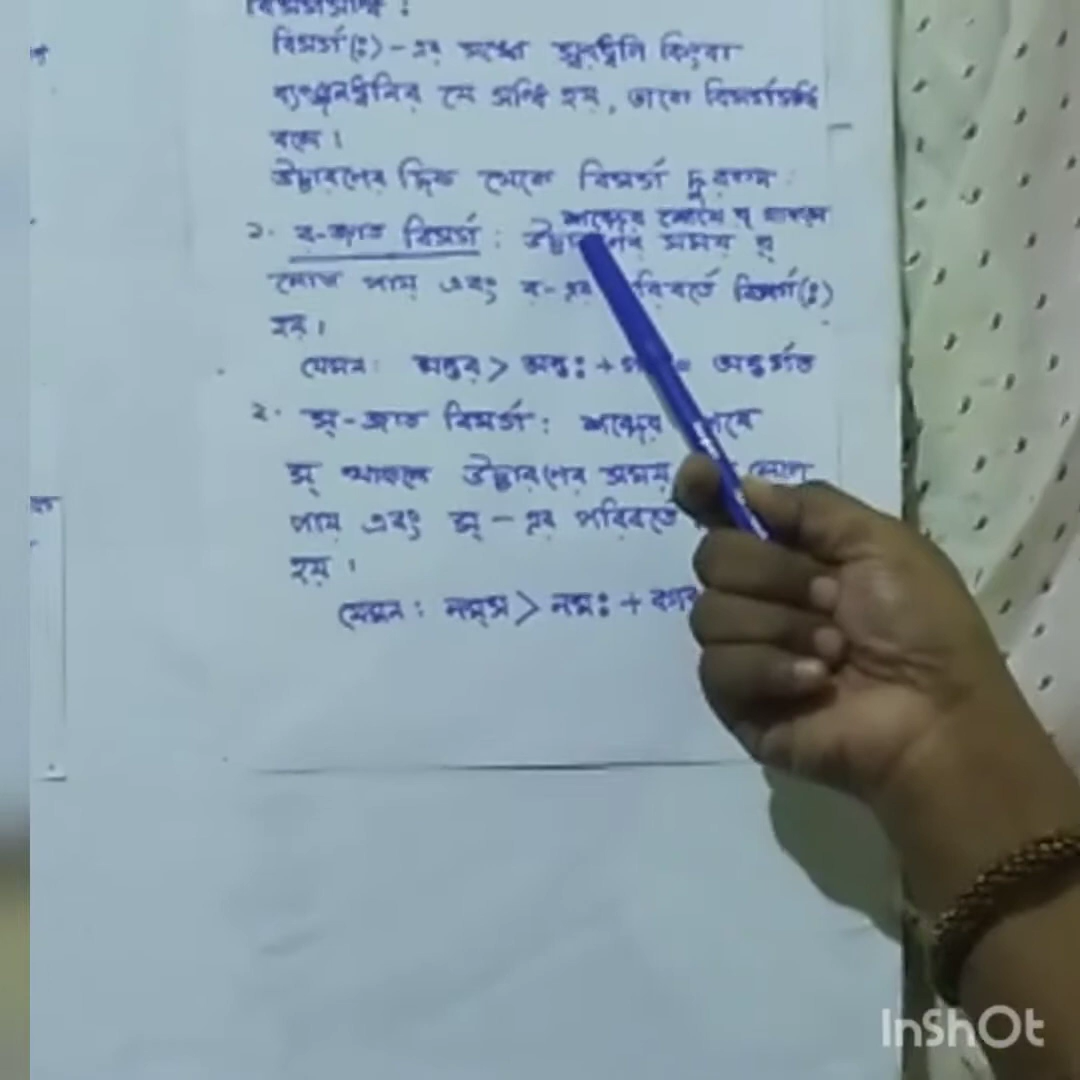 বিসর্গসন্ধি :
বিসর্গ(ঃ)-এর সঙ্গে স্বরধ্বনি কিংবা
ব্যঞ্জনধ্বনির যে সন্ধি হয়, তাকে বিসর্গসন্ধি
বলে।
উচ্চারণের দিক থেকে বিসর্গ দু রকম
শব্দের শেষে র্ থাকলে
১. র-জাত বিসর্গ : উচ্চারণের সময় র্
লোপ পায় এবং র-এর পরিবর্তে বিসর্গ(ঃ)
হয়।
যেমন: অন্তর > অন্তঃ + = অন্তর্গত
২. স্-জাত বিসর্গ : শব্দের শেষে
স্ থাকলে উচ্চারণের সময় লোপ
পায় এবং স্-এর পরিবর্তে
হয়।
যেমন: নমস > নমঃ +
InShOt